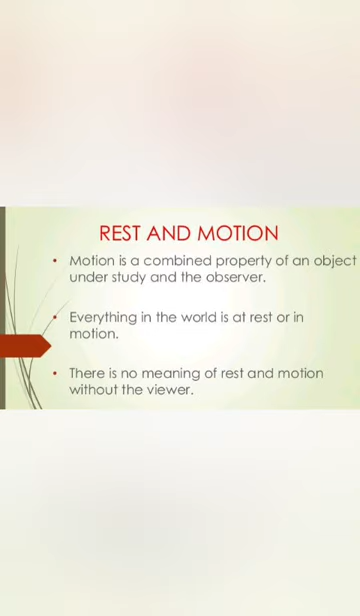 REST AND MOTION
• Motion is a combined property of an object
under study and the observer.
• Everything in the world is at rest or in
motion.
• There is no meaning of rest and motion
without the viewer.